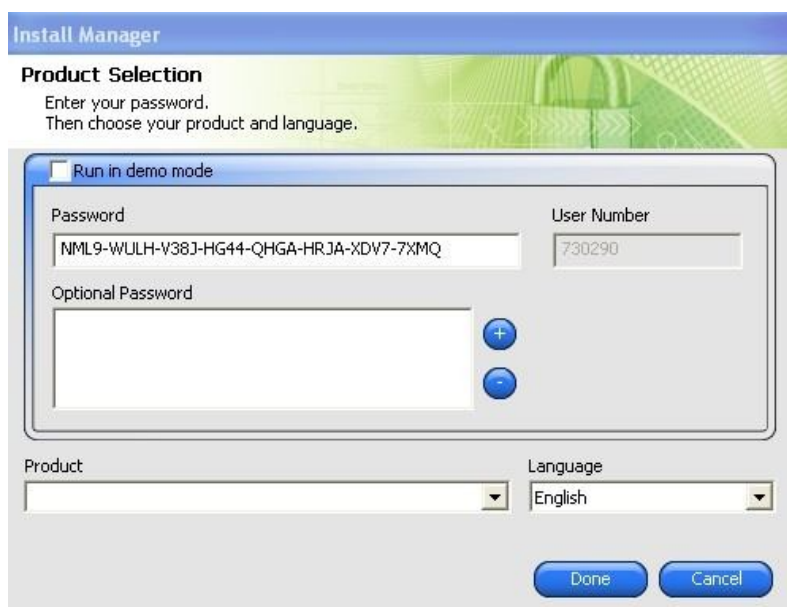 Install Manager
Product Selection
Enter your password.
Then choose your product and language.
Run in demo mode
Password
User Number
NML9-WULH-V38J-HG44-QHGA-HRJA-XDV7-7XMQ
730290
Optional Password
+
-
Product
Language
English
Done
Cancel